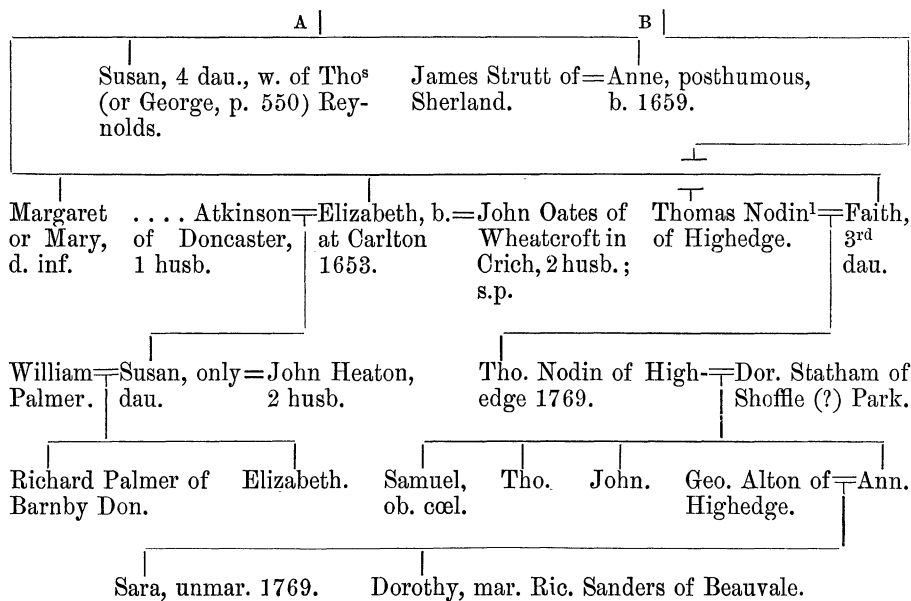 A B
Susan, 4 dau., w. of Thoˢ
(or George, p. 550) Rey-
nolds.
James Strutt of=Anne, posthumous,
Sherland. b. 1659.
Margaret
or Mary,
d. inf.
.... Atkinson=Elizabeth, b.=John Oates of
of Doncaster, at Carlton Wheatcroft in
1 husb. 1653. Crich, 2 husb. ;
s.p.
Thomas Nodin¹=Faith,
of Highedge. 3ʳᵈ
dau.
William=Susan, only=John Heaton,
Palmer. dau. 2 husb.
Tho. Nodin of High-=Dor. Statham of
edge 1769. Shoffle (?) Park.
Richard Palmer of
Barnby Don.
Elizabeth.
Samuel,
ob. cœl.
Tho.
John.
Geo. Alton of=Ann.
Highedge.
Sara, unmar. 1769.
Dorothy, mar. Ric. Sanders of Beauvale.